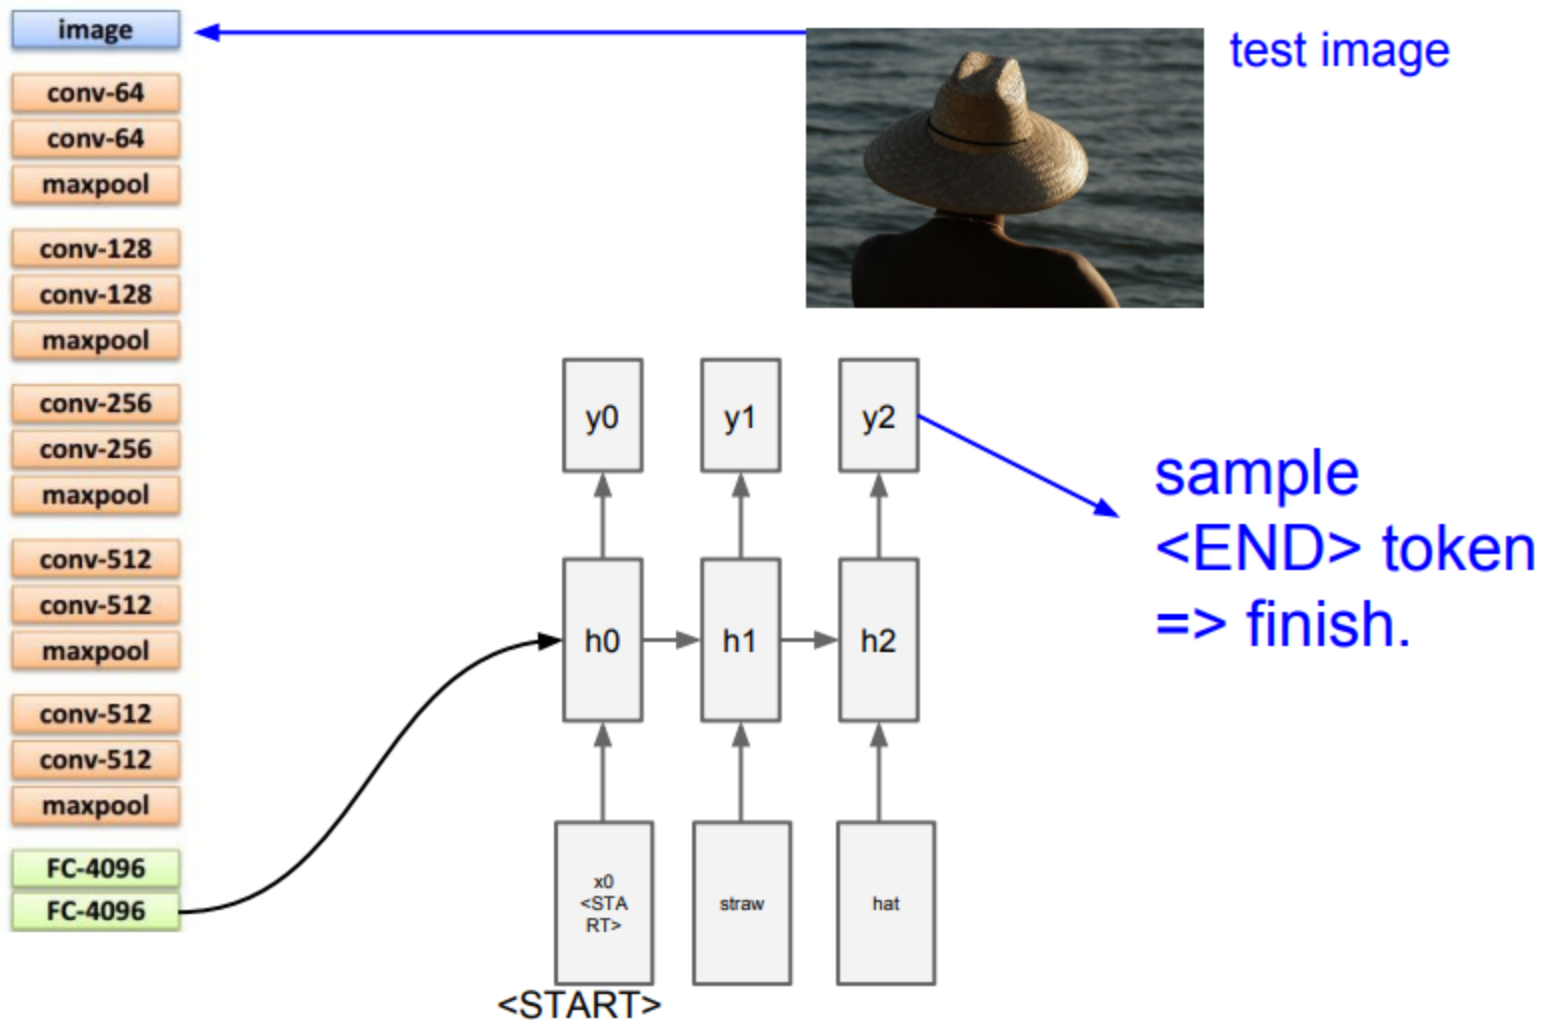 image
conv-64
conv-64
maxpool
conv-128
conv-128
maxpool
conv-256
conv-256
maxpool
conv-512
conv-512
maxpool
conv-512
conv-512
maxpool
FC-4096
FC-4096
test image
y0
y1
y2
sample
<END> token
=> finish.
h0
h1
h2
x0
<STA
RT>
straw
hat
<START>